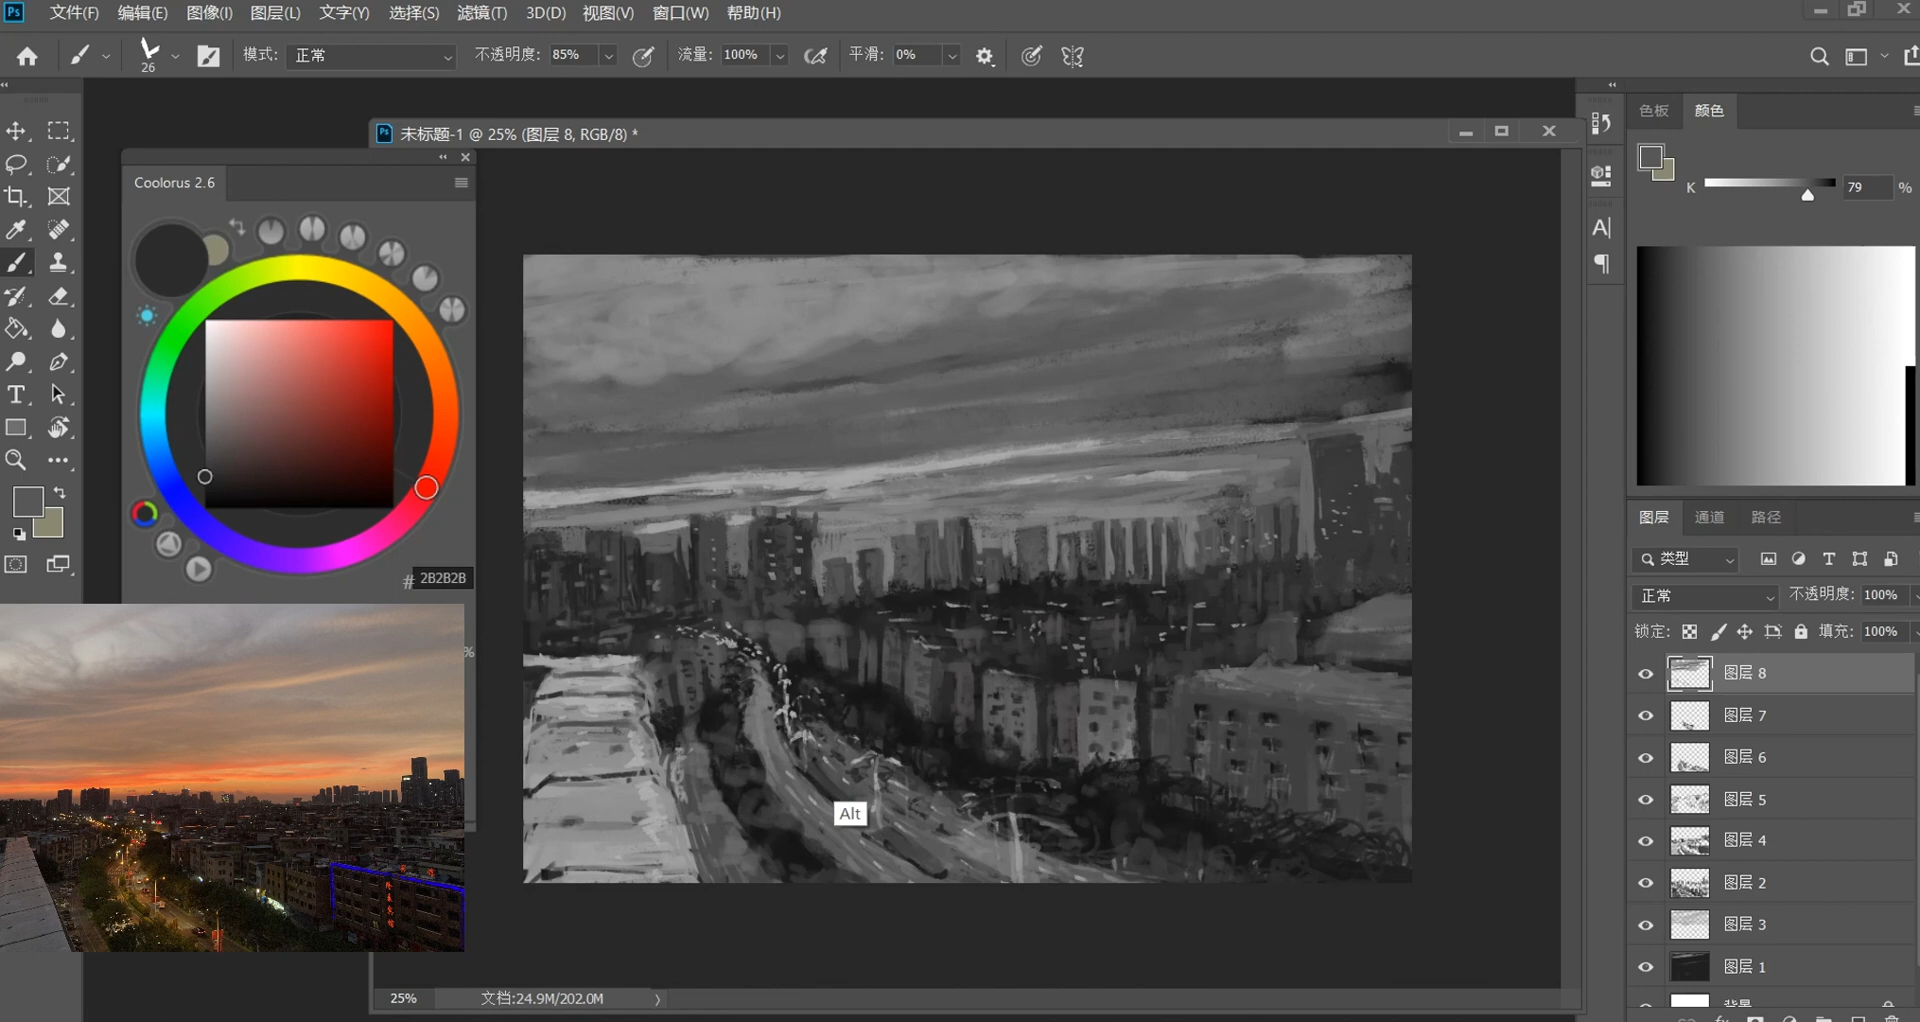 Ps 文件(F) 编辑(E) 图像(I) 图层(L) 文字(Y) 选择(S) 滤镜(T) 3D(D) 视图(V) 窗口(W) 帮助(H)
26 模式: 正常 不透明度: 85% 流量: 100% 平滑: 0%
Ps 未标题-1 @ 25% (图层 8, RGB/8) *
Coolorus 2.6
# 2B2B2B
%
Alt
25% 文档:24.9M/202.0M
色板 颜色
K 79 %
图层 通道 路径
类型
正常 不透明度: 100%
锁定: 填充: 100%
图层 8
图层 7
图层 6
图层 5
图层 4
图层 2
图层 3
图层 1
背景